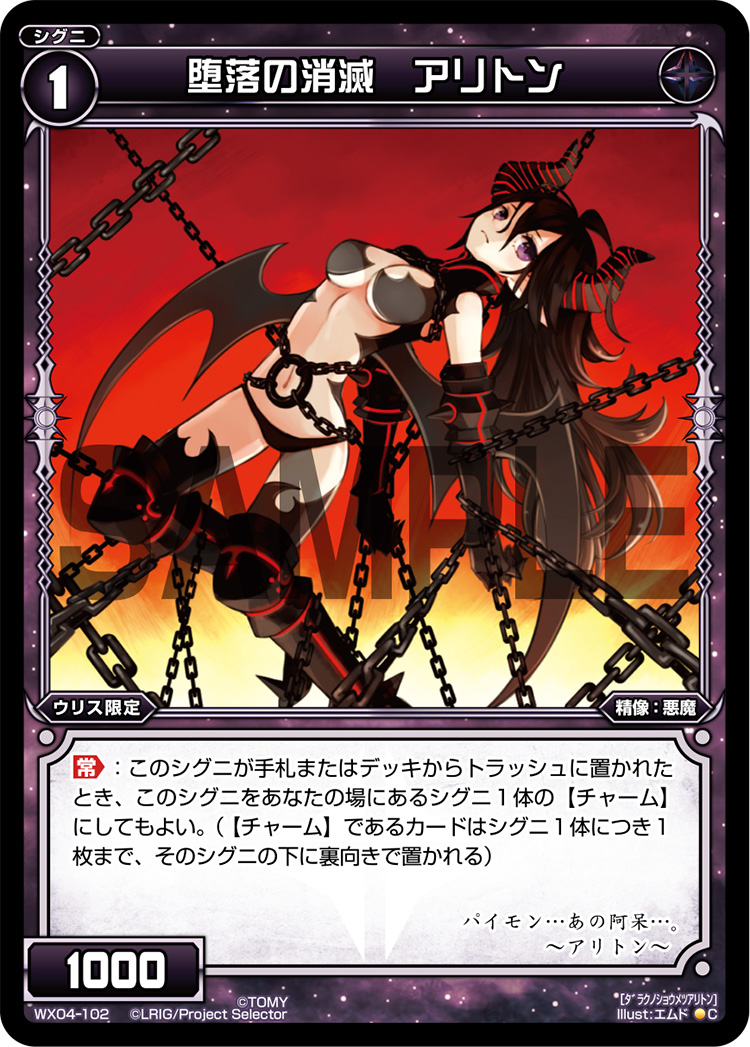 シグニ
1
堕落の消滅 アリトン
SAMPLE
ウリス限定
精像：悪魔
常：このシグニが手札またはデッキからトラッシュに置かれた
とき、このシグニをあなたの場にあるシグニ１体の【チャーム】
にしてもよい。（【チャーム】であるカードはシグニ１体につき１
枚まで、そのシグニの下に裏向きで置かれる）
パイモン…あの阿呆…。
～アリトン～
1000
WX04-102 ©LRIG/Project Selector
©TOMY
[ﾀﾞﾗｸﾉｼｮｳﾒﾂｱﾘﾄﾝ]
Illust:エムド C